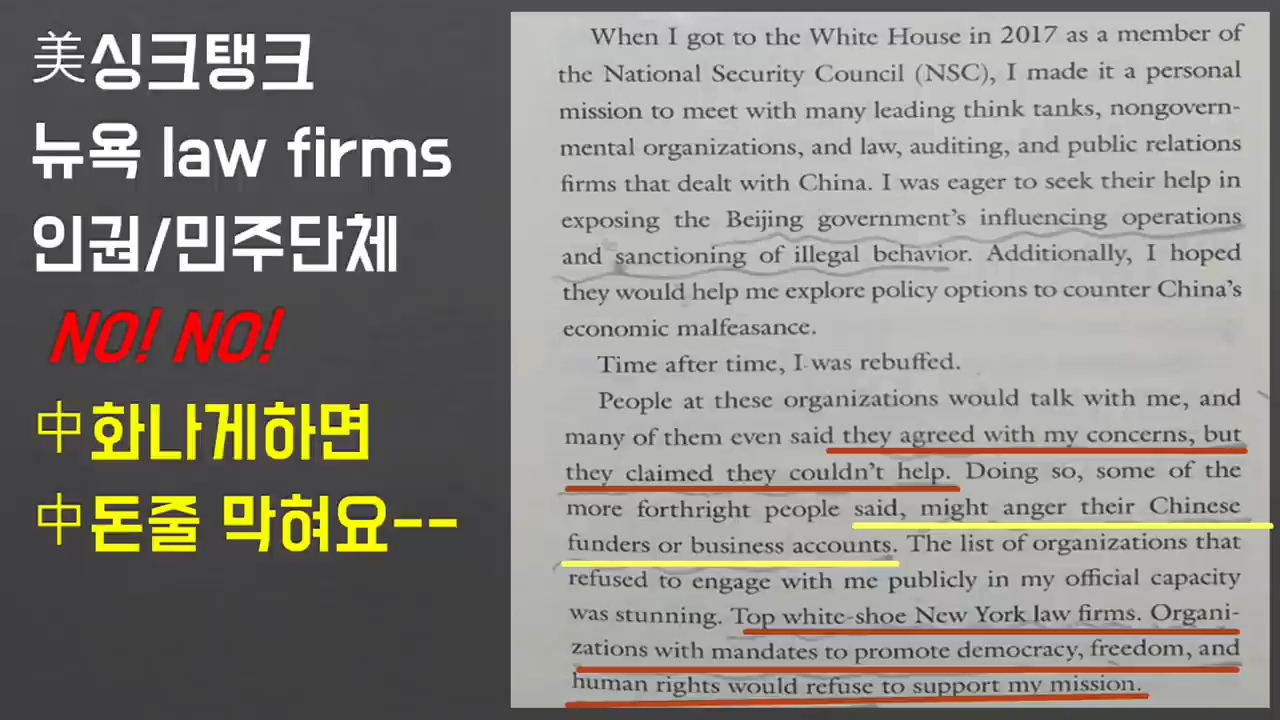 美싱크탱크
뉴욕 law firms
인권/민주단체
NO! NO!
中화나게하면
中돈줄 막혀요--
When I got to the White House in 2017 as a member of
the National Security Council (NSC), I made it a personal
mission to meet with many leading think tanks, nongovern-
mental organizations, and law, auditing, and public relations
firms that dealt with China. I was eager to seek their help in
exposing the Beijing government's influencing operations
and sanctioning of illegal behavior. Additionally, I hoped
they would help me explore policy options to counter China's
economic malfeasance.
Time after time, I was rebuffed.
People at these organizations would talk with me, and
many of them even said they agreed with my concerns, but
they claimed they couldn't help. Doing so, some of the
more forthright people said, might anger their Chinese
funders or business accounts. The list of organizations that
refused to engage with me publicly in my official capacity
was stunning. Top white-shoe New York law firms. Organi-
zations with mandates to promote democracy, freedom, and
human rights would refuse to support my mission.